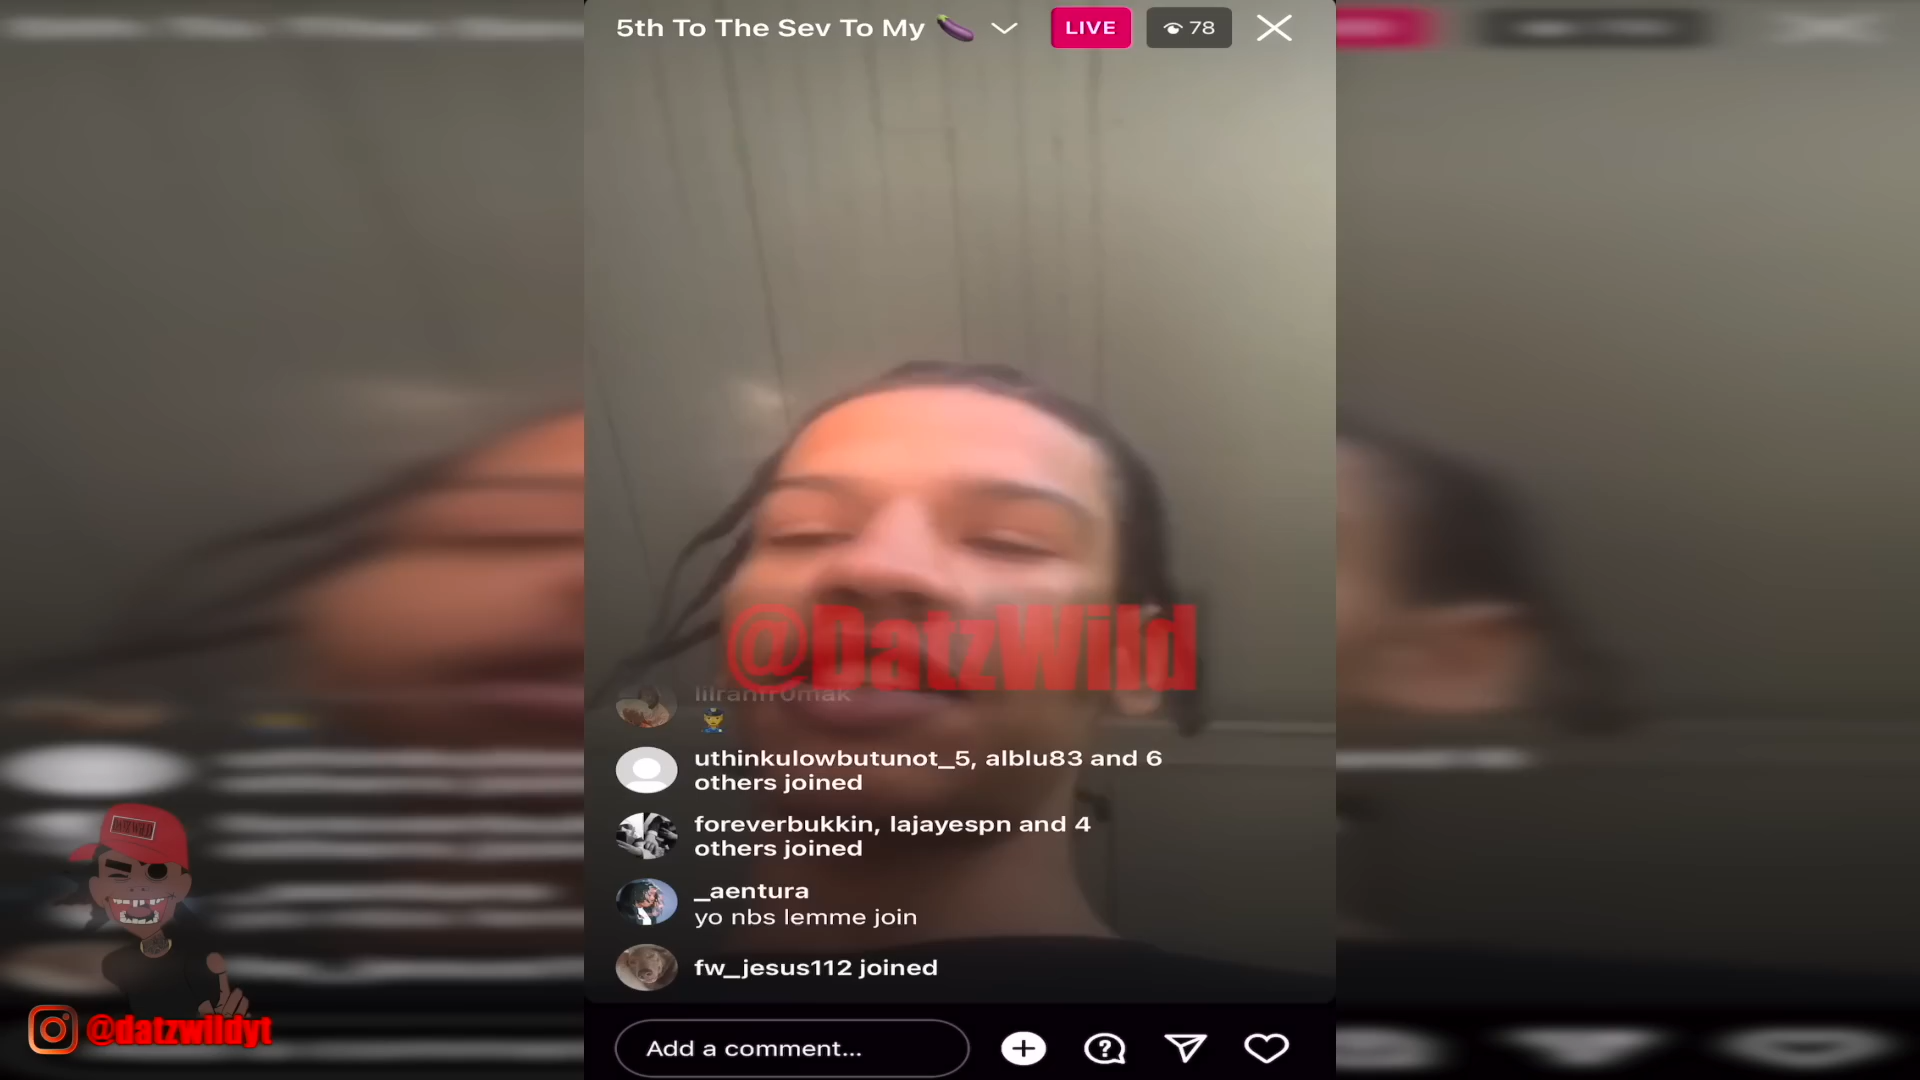 5th To The Sev To My 🍆
LIVE
78
@DatzWild
lilranfr0mak
👮
uthinkulowbutunot_5, alblu83 and 6
others joined
foreverbukkin, lajayespn and 4
others joined
_aentura
yo nbs lemme join
fw_jesus112 joined
@datzwildyt
Add a comment...